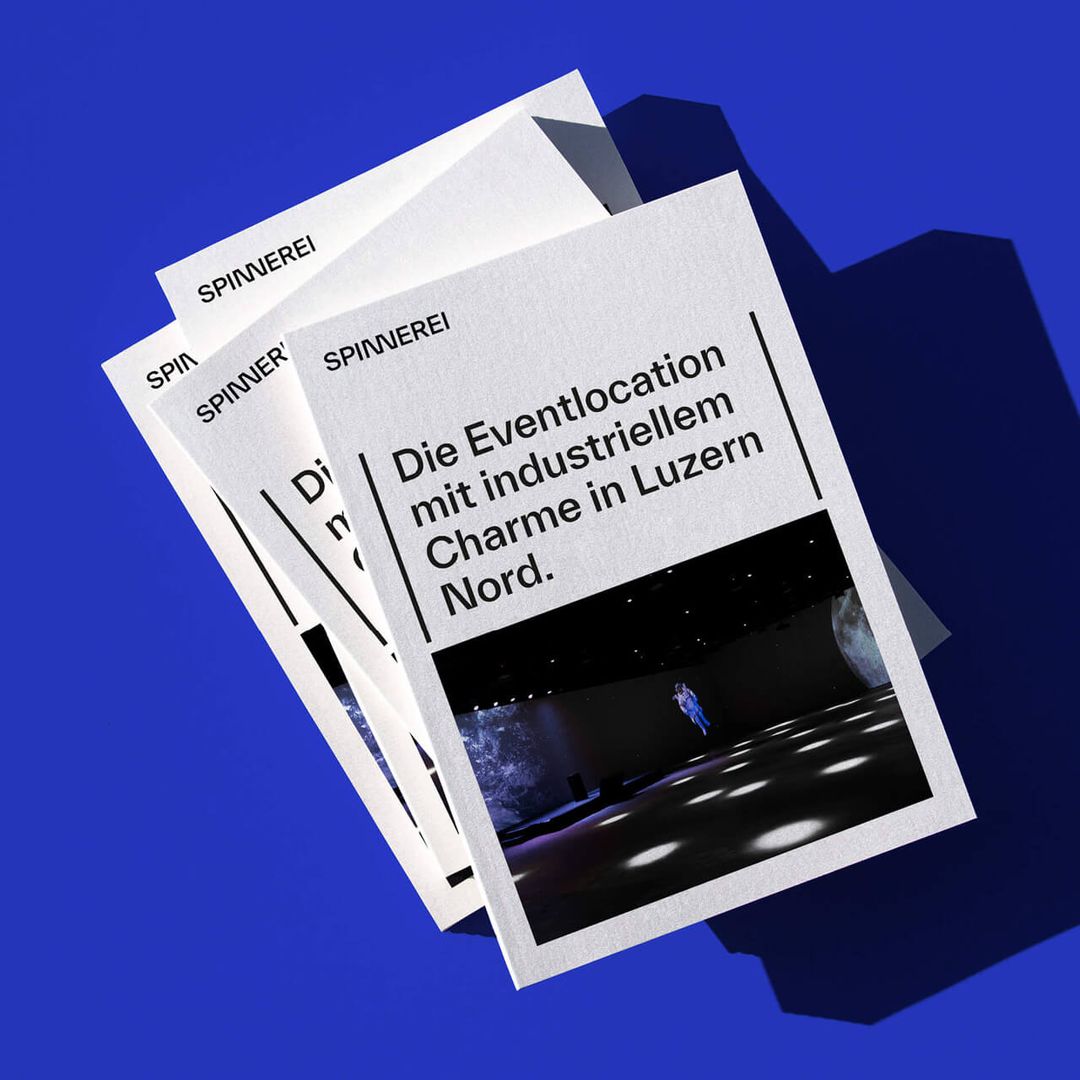 SPINNEREI
SPIN
SPINNER
SPINNEREI
Die Eventlocation
mit industriellem
Charme in Luzern
Nord.
Di
m